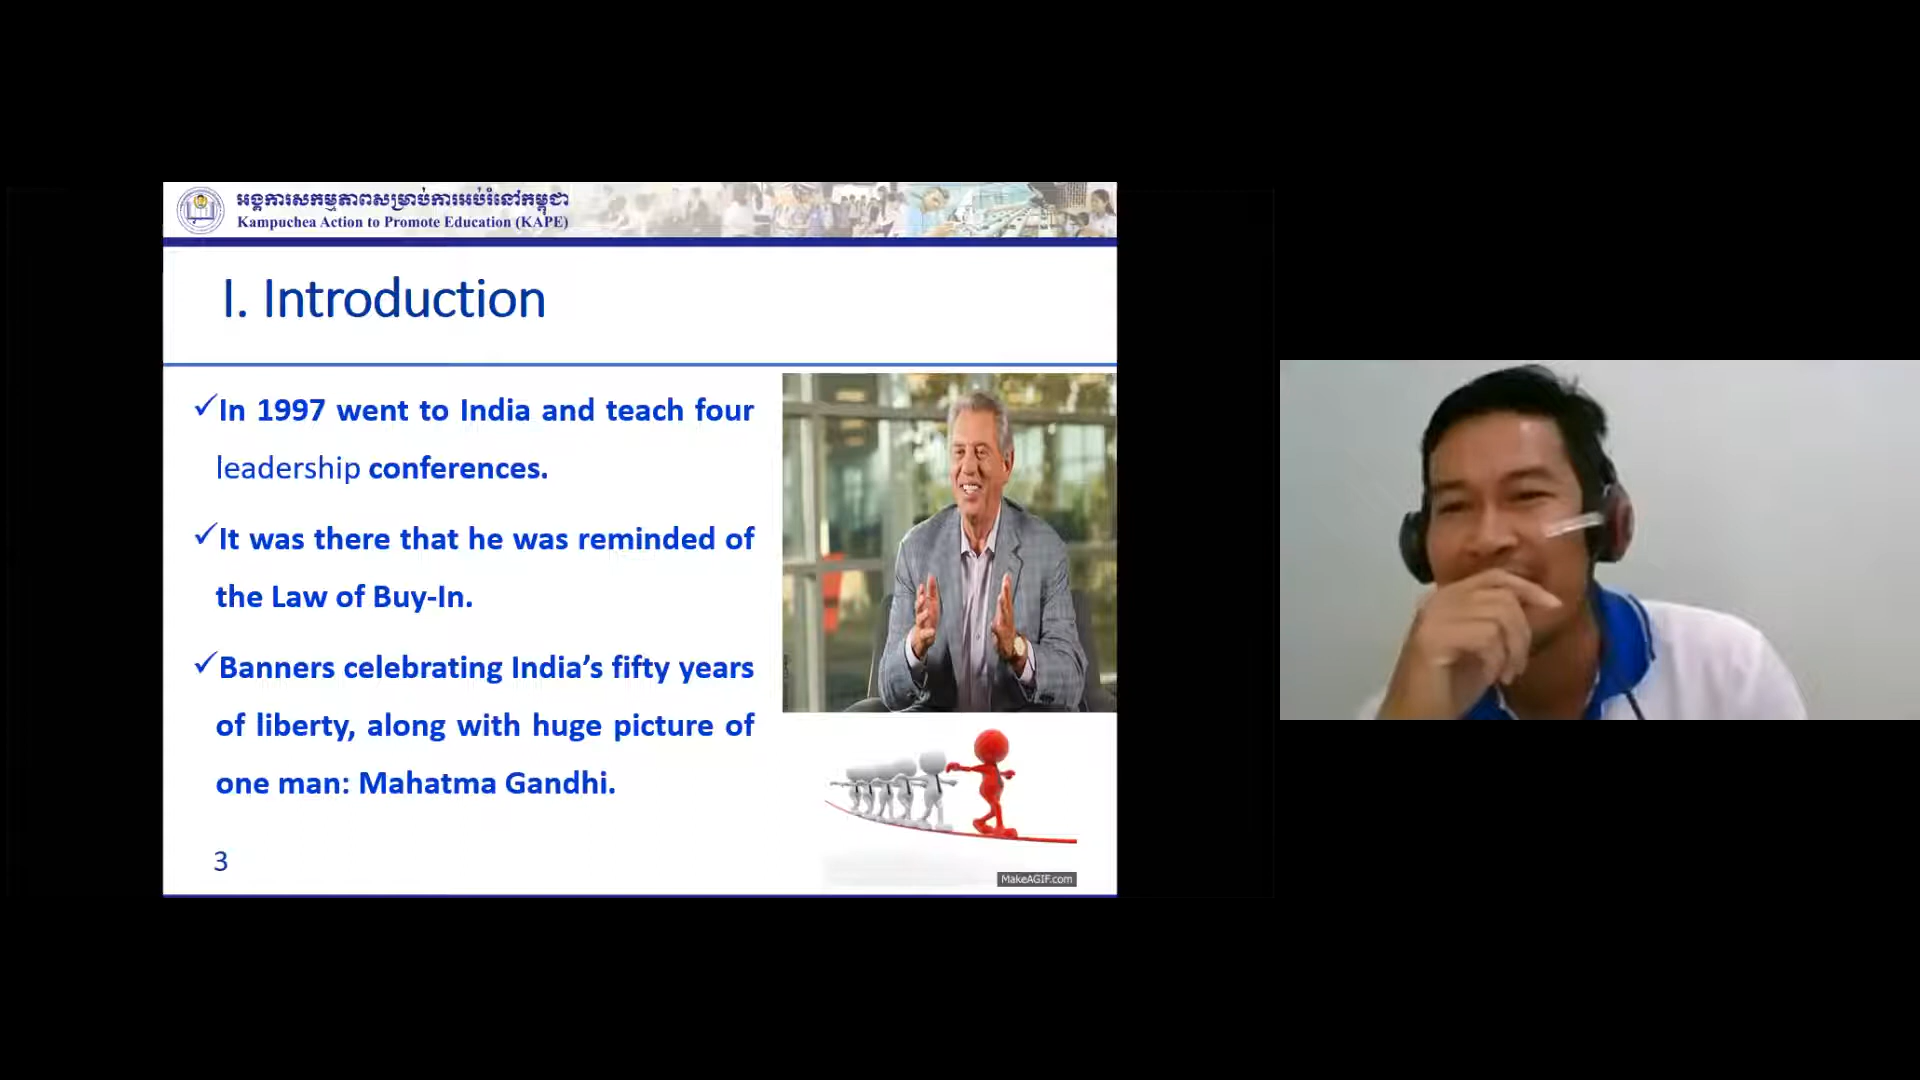 អង្គការសកម្មភាពសម្រាប់ការអប់រំនៅកម្ពុជា
Kampuchea Action to Promote Education (KAPE)
I. Introduction
✓In 1997 went to India and teach four
leadership conferences.
✓It was there that he was reminded of
the Law of Buy-In.
✓Banners celebrating India’s fifty years
of liberty, along with huge picture of
one man: Mahatma Gandhi.
3
MakeAGIF.com